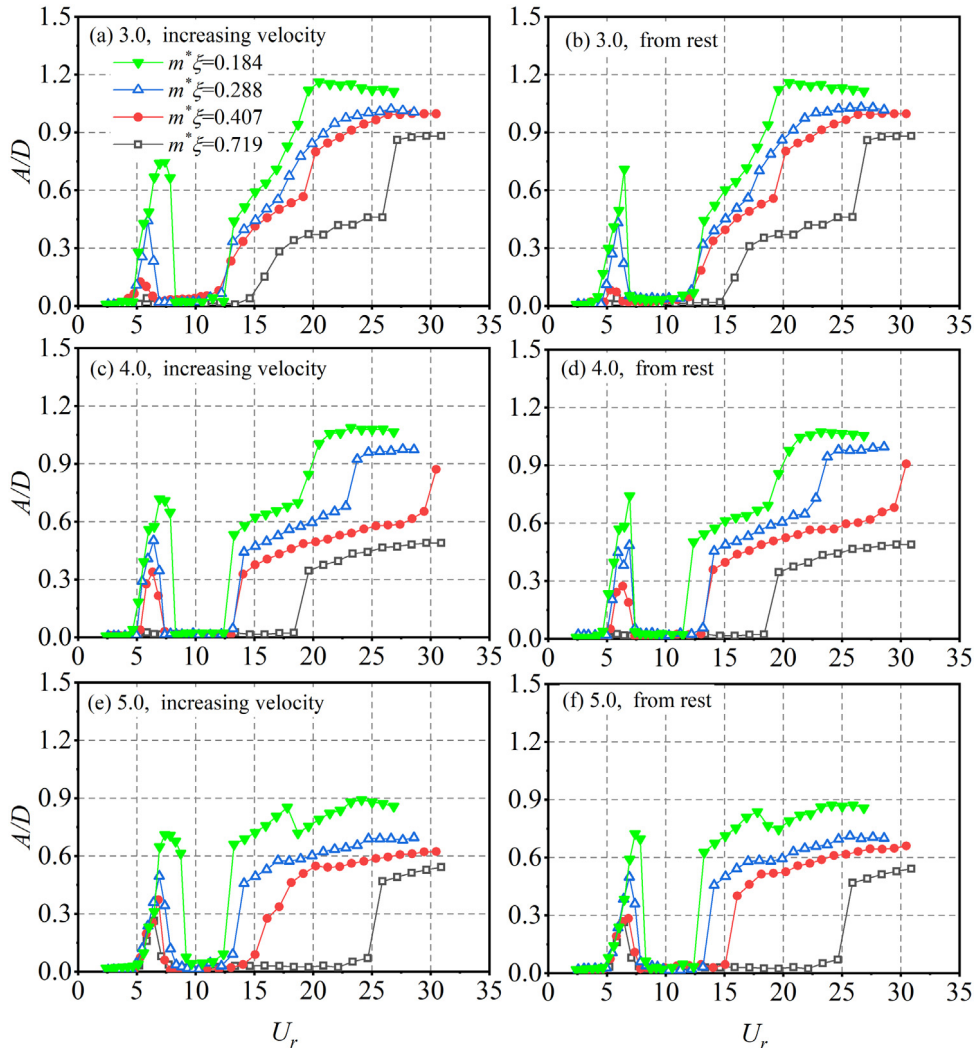 (a) 3.0, increasing velocity
m*ξ=0.184
m*ξ=0.288
m*ξ=0.407
m*ξ=0.719
A/D
1.5
1.2
0.9
0.6
0.3
0.0
0 5 10 15 20 25 30 35
(b) 3.0, from rest
A/D
1.5
1.2
0.9
0.6
0.3
0.0
0 5 10 15 20 25 30 35
(c) 4.0, increasing velocity
A/D
1.5
1.2
0.9
0.6
0.3
0.0
0 5 10 15 20 25 30 35
(d) 4.0, from rest
A/D
1.5
1.2
0.9
0.6
0.3
0.0
0 5 10 15 20 25 30 35
(e) 5.0, increasing velocity
A/D
1.5
1.2
0.9
0.6
0.3
0.0
0 5 10 15 20 25 30 35
U_r
(f) 5.0, from rest
A/D
1.5
1.2
0.9
0.6
0.3
0.0
0 5 10 15 20 25 30 35
U_r